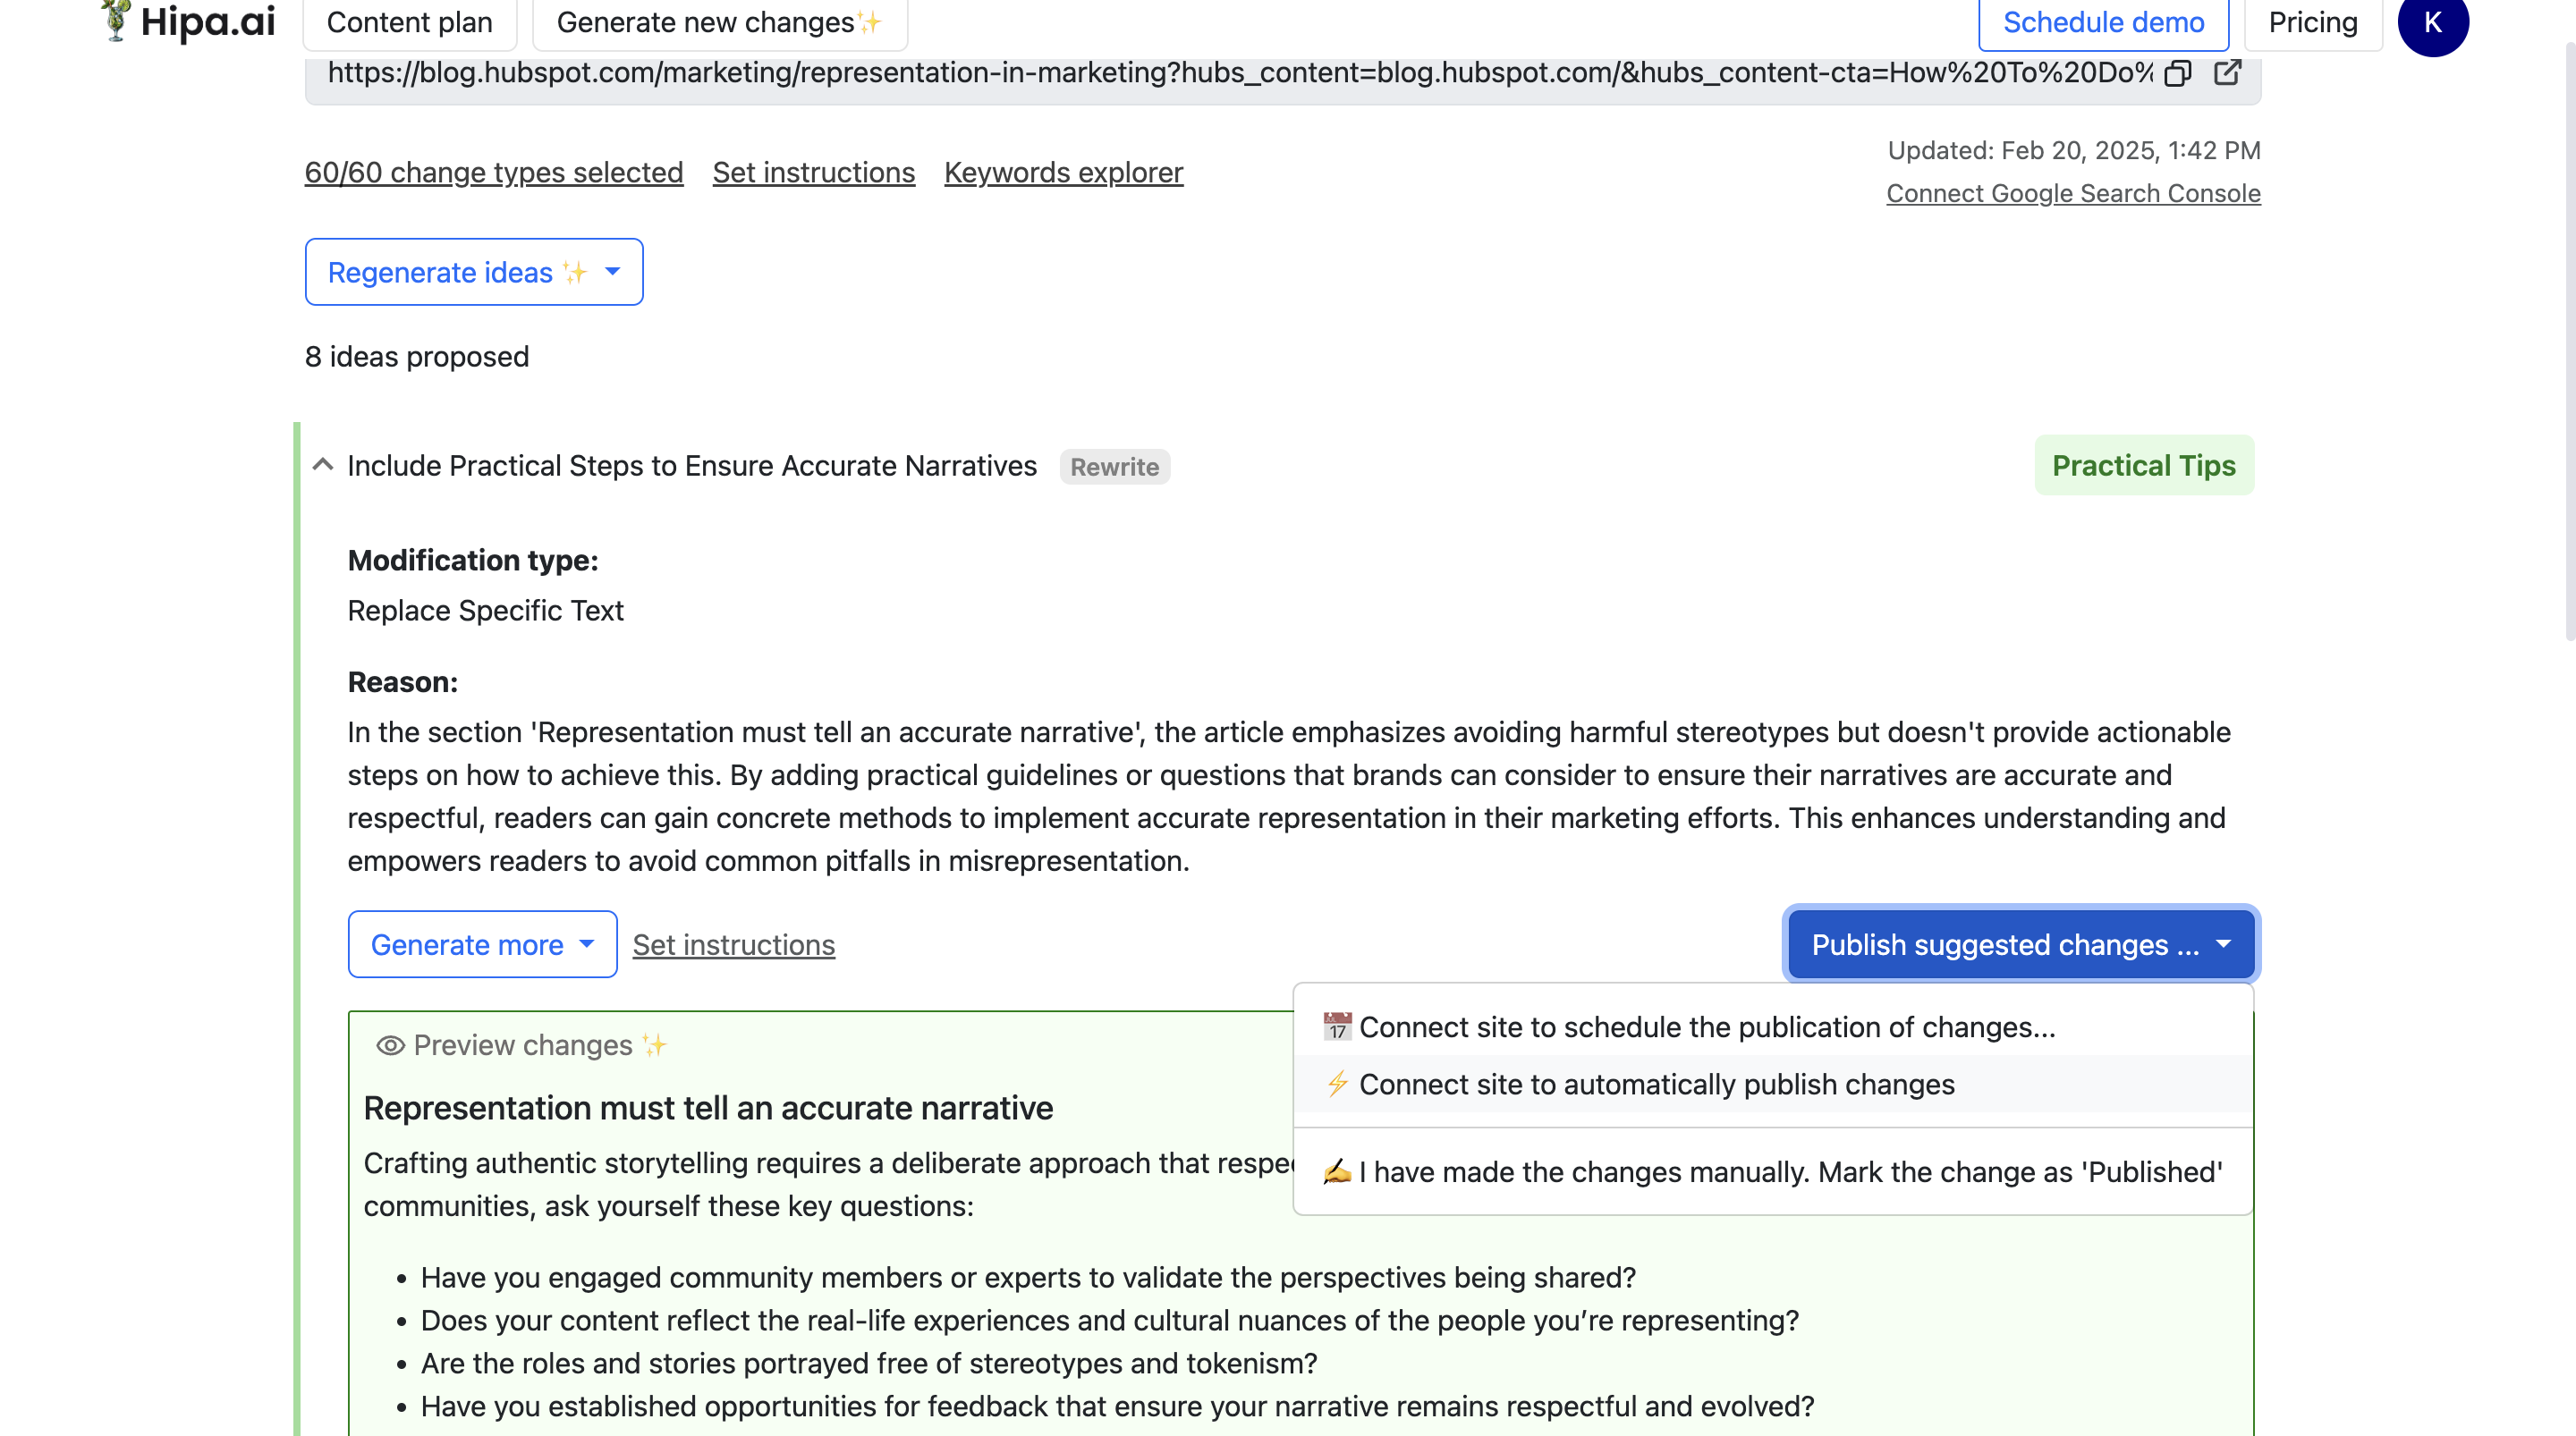 Hipa.ai
Content plan
Generate new changes✨
Schedule demo
Pricing
K
https://blog.hubspot.com/marketing/representation-in-marketing?hubs_content=blog.hubspot.com/&hubs_content-cta=How%20To%20Do%
60/60 change types selected
Set instructions
Keywords explorer
Updated: Feb 20, 2025, 1:42 PM
Connect Google Search Console
Regenerate ideas ✨
8 ideas proposed
Include Practical Steps to Ensure Accurate Narratives
Rewrite
Practical Tips
Modification type:
Replace Specific Text
Reason:
In the section 'Representation must tell an accurate narrative', the article emphasizes avoiding harmful stereotypes but doesn't provide actionable
steps on how to achieve this. By adding practical guidelines or questions that brands can consider to ensure their narratives are accurate and
respectful, readers can gain concrete methods to implement accurate representation in their marketing efforts. This enhances understanding and
empowers readers to avoid common pitfalls in misrepresentation.
Generate more
Set instructions
Publish suggested changes ...
📅 17 Connect site to schedule the publication of changes...
⚡ Connect site to automatically publish changes
✍️ I have made the changes manually. Mark the change as 'Published'
Preview changes ✨
Representation must tell an accurate narrative
Crafting authentic storytelling requires a deliberate approach that
communities, ask yourself these key questions:
• Have you engaged community members or experts to validate the perspectives being shared?
• Does your content reflect the real-life experiences and cultural nuances of the people you’re representing?
• Are the roles and stories portrayed free of stereotypes and tokenism?
• Have you established opportunities for feedback that ensure your narrative remains respectful and evolved?